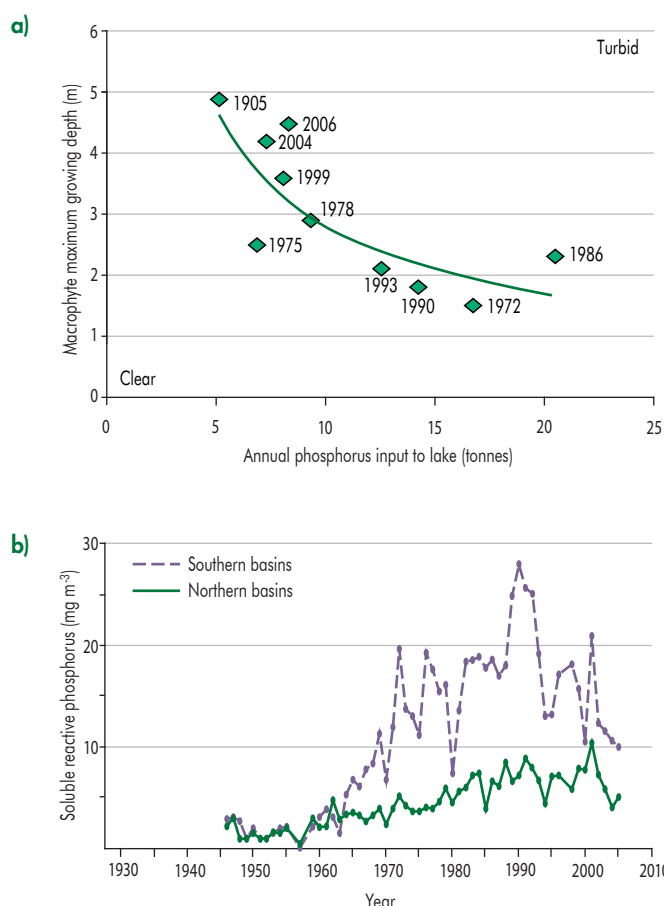 a)
6
5
4
3
2
1
0
Macrophyte maximum growing depth (m)
Turbid
1905
2006
2004
1999
1978
1975
1986
1993
1990
1972
Clear
0 5 10 15 20 25
Annual phosphorus input to lake (tonnes)
b)
30
20
10
Soluble reactive phosphorus (mg m⁻³)
Southern basins
Northern basins
1930 1940 1950 1960 1970 1980 1990 2000 2010
Year